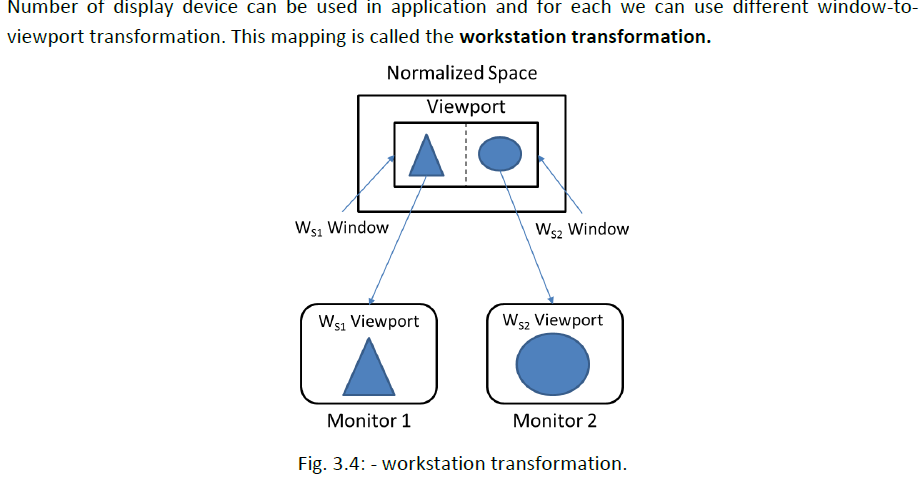 Number of display device can be used in application and for each we can use different window-to-
viewport transformation. This mapping is called the workstation transformation.
Normalized Space
Viewport
WS1 Window
WS2 Window
WS1 Viewport
WS2 Viewport
Monitor 1
Monitor 2
Fig. 3.4: - workstation transformation.